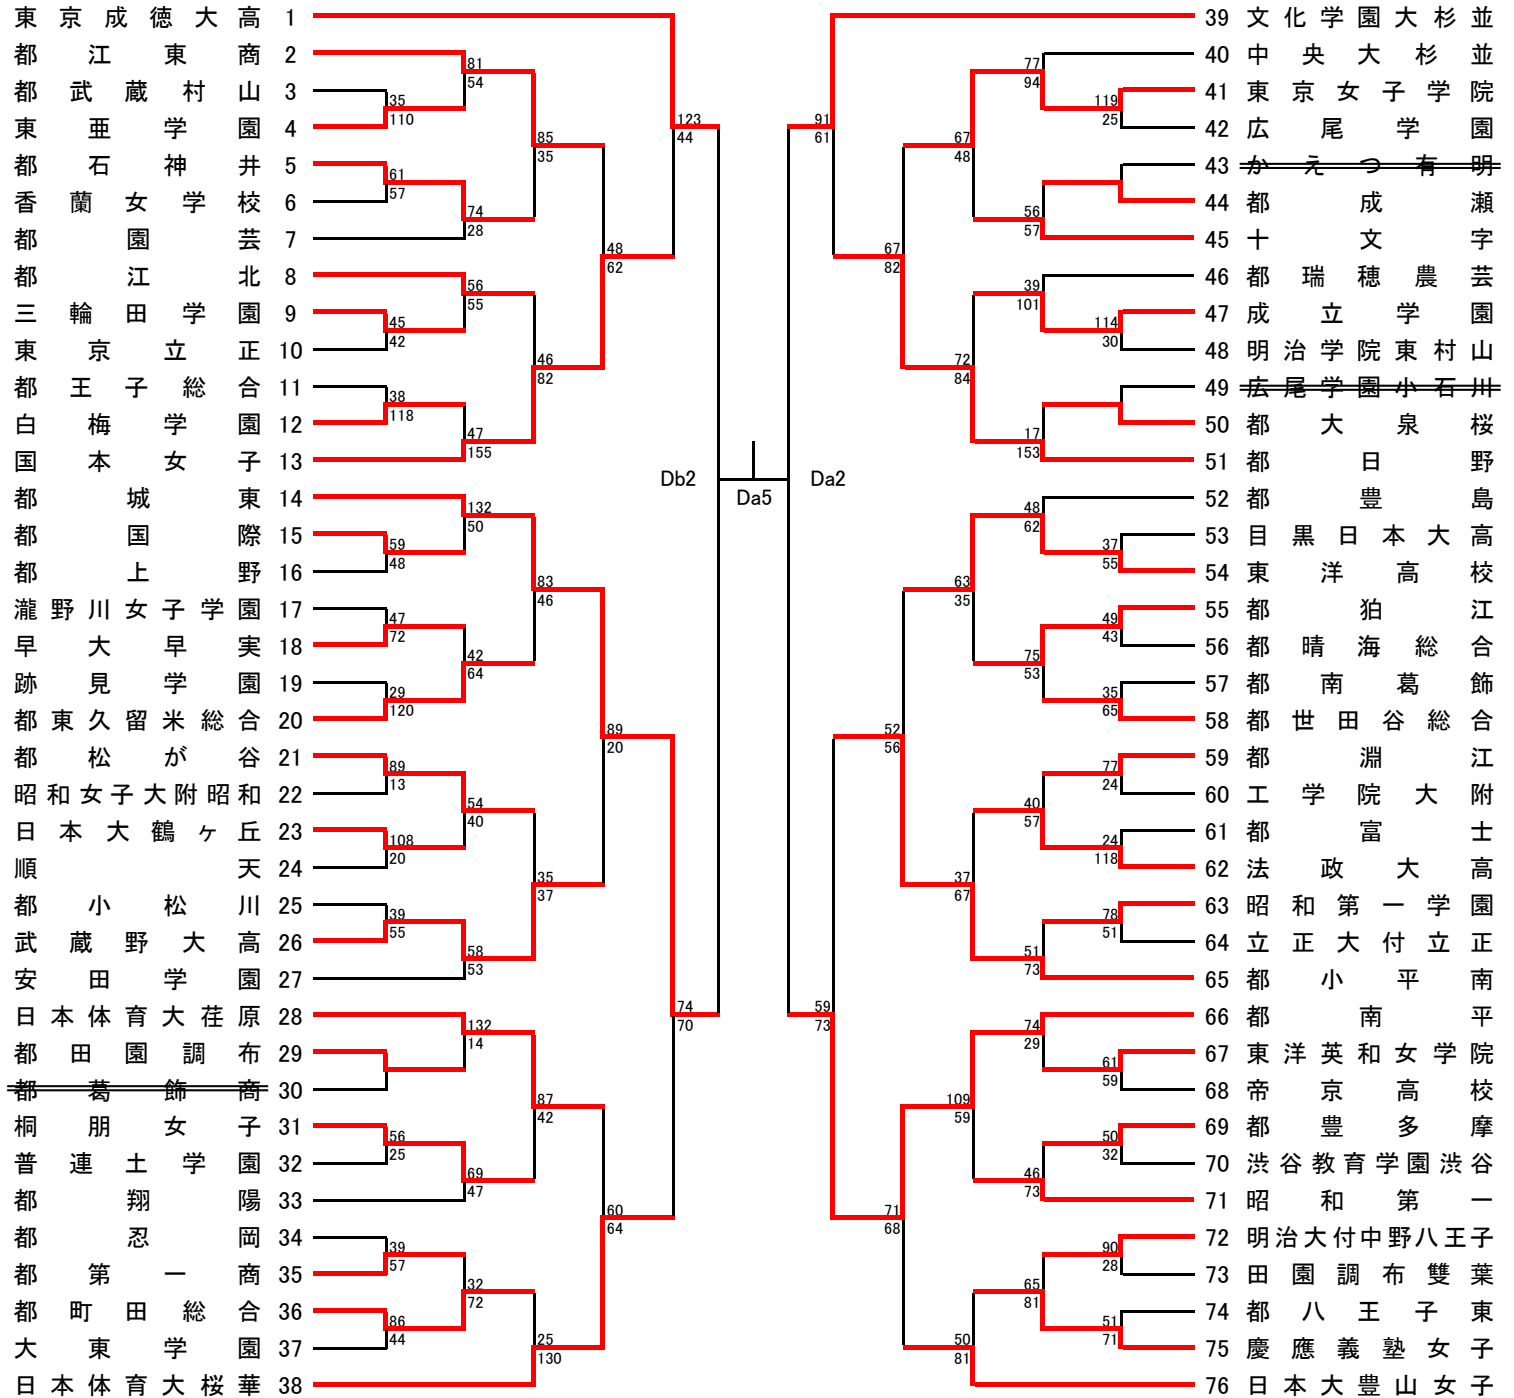 東京成徳大高 1
都江東商 2
81
54
都武蔵村山 3
35
110
東亜学園 4
123
44
85
35
都石神井 5
61
57
香蘭女学校 6
74
28
都園芸 7
48
62
都江北 8
56
55
三輪田学園 9
45
42
東京立正 10
46
82
都王子総合 11
38
118
白梅学園 12
47
155
国本女子 13
都城東 14
132
50
都国際 15
59
48
都上野 16
83
46
瀧野川女子学園 17
47
72
早大早実 18
42
64
跡見学園 19
29
120
都東久留米総合 20
89
20
都松が谷 21
89
13
昭和女子大附昭和 22
54
40
日本大鶴ヶ丘 23
108
20
順天 24
35
37
都小松川 25
39
55
武蔵野大高 26
58
53
安田学園 27
74
70
日本体育大荏原 28
132
14
都田園調布 29
都葛飾商 30
87
42
桐朋女子 31
56
25
普連土学園 32
69
47
都翔陽 33
60
64
都忍岡 34
39
57
都第一商 35
32
72
都町田総合 36
86
44
大東学園 37
25
130
日本体育大桜華 38
Db2
Da5
Da2
39 文化学園大杉並
40 中央大杉並
77
94
41 東京女子学院
119
25
42 広尾学園
91
61
67
48
43 かえつ有明
44 都成瀬
56
57
45 十文字
67
82
46 都瑞穂農芸
39
101
47 成立学園
114
30
48 明治学院東村山
72
84
49 広尾学園小石川
50 都大泉桜
17
153
51 都日野
52 都豊島
48
62
53 目黒日本大高
37
55
54 東洋高校
63
35
55 都狛江
49
43
56 都晴海総合
75
53
57 都南葛飾
35
65
58 都世田谷総合
52
56
59 都淵江
77
24
60 工学院大附
40
57
61 都富士
24
118
62 法政大高
37
67
63 昭和第一学園
78
51
64 立正大付立正
51
73
65 都小平南
59
73
66 都南平
74
29
67 東洋英和女学院
61
59
68 帝京高校
109
59
69 都豊多摩
50
32
70 渋谷教育学園渋谷
46
73
71 昭和第一
71
68
72 明治大付中野八王子
90
28
73 田園調布雙葉
65
81
74 都八王子東
51
71
75 慶應義塾女子
50
81
76 日本大豊山女子